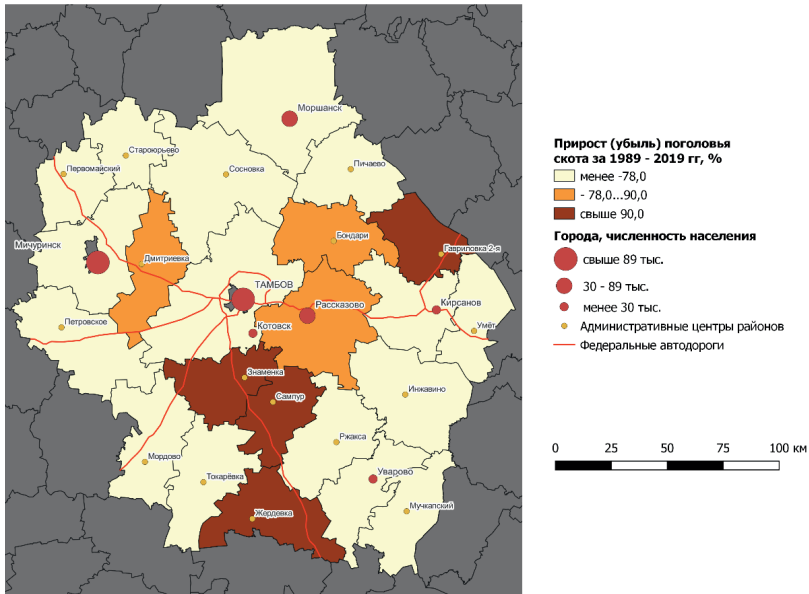 Моршанск
Староюрьево
Первомайский
Сосновка
Пичаево
Мичуринск
Дмитриевка
Бондари
Гавриловка 2-я
ТАМБОВ
Рассказово
Кирсанов
Петровское
Котовск
Умёт
Знаменка
Сампур
Инжавино
Ржакса
Мордово
Токарёвка
Уварово
Мучкапский
Жердевка
Прирост (убыль) поголовья
скота за 1989 - 2019 гг, %
менее -78,0
- 78,0...90,0
свыше 90,0
Города, численность населения
свыше 89 тыс.
30 - 89 тыс.
менее 30 тыс.
Административные центры районов
Федеральные автодороги
0 25 50 75 100 км